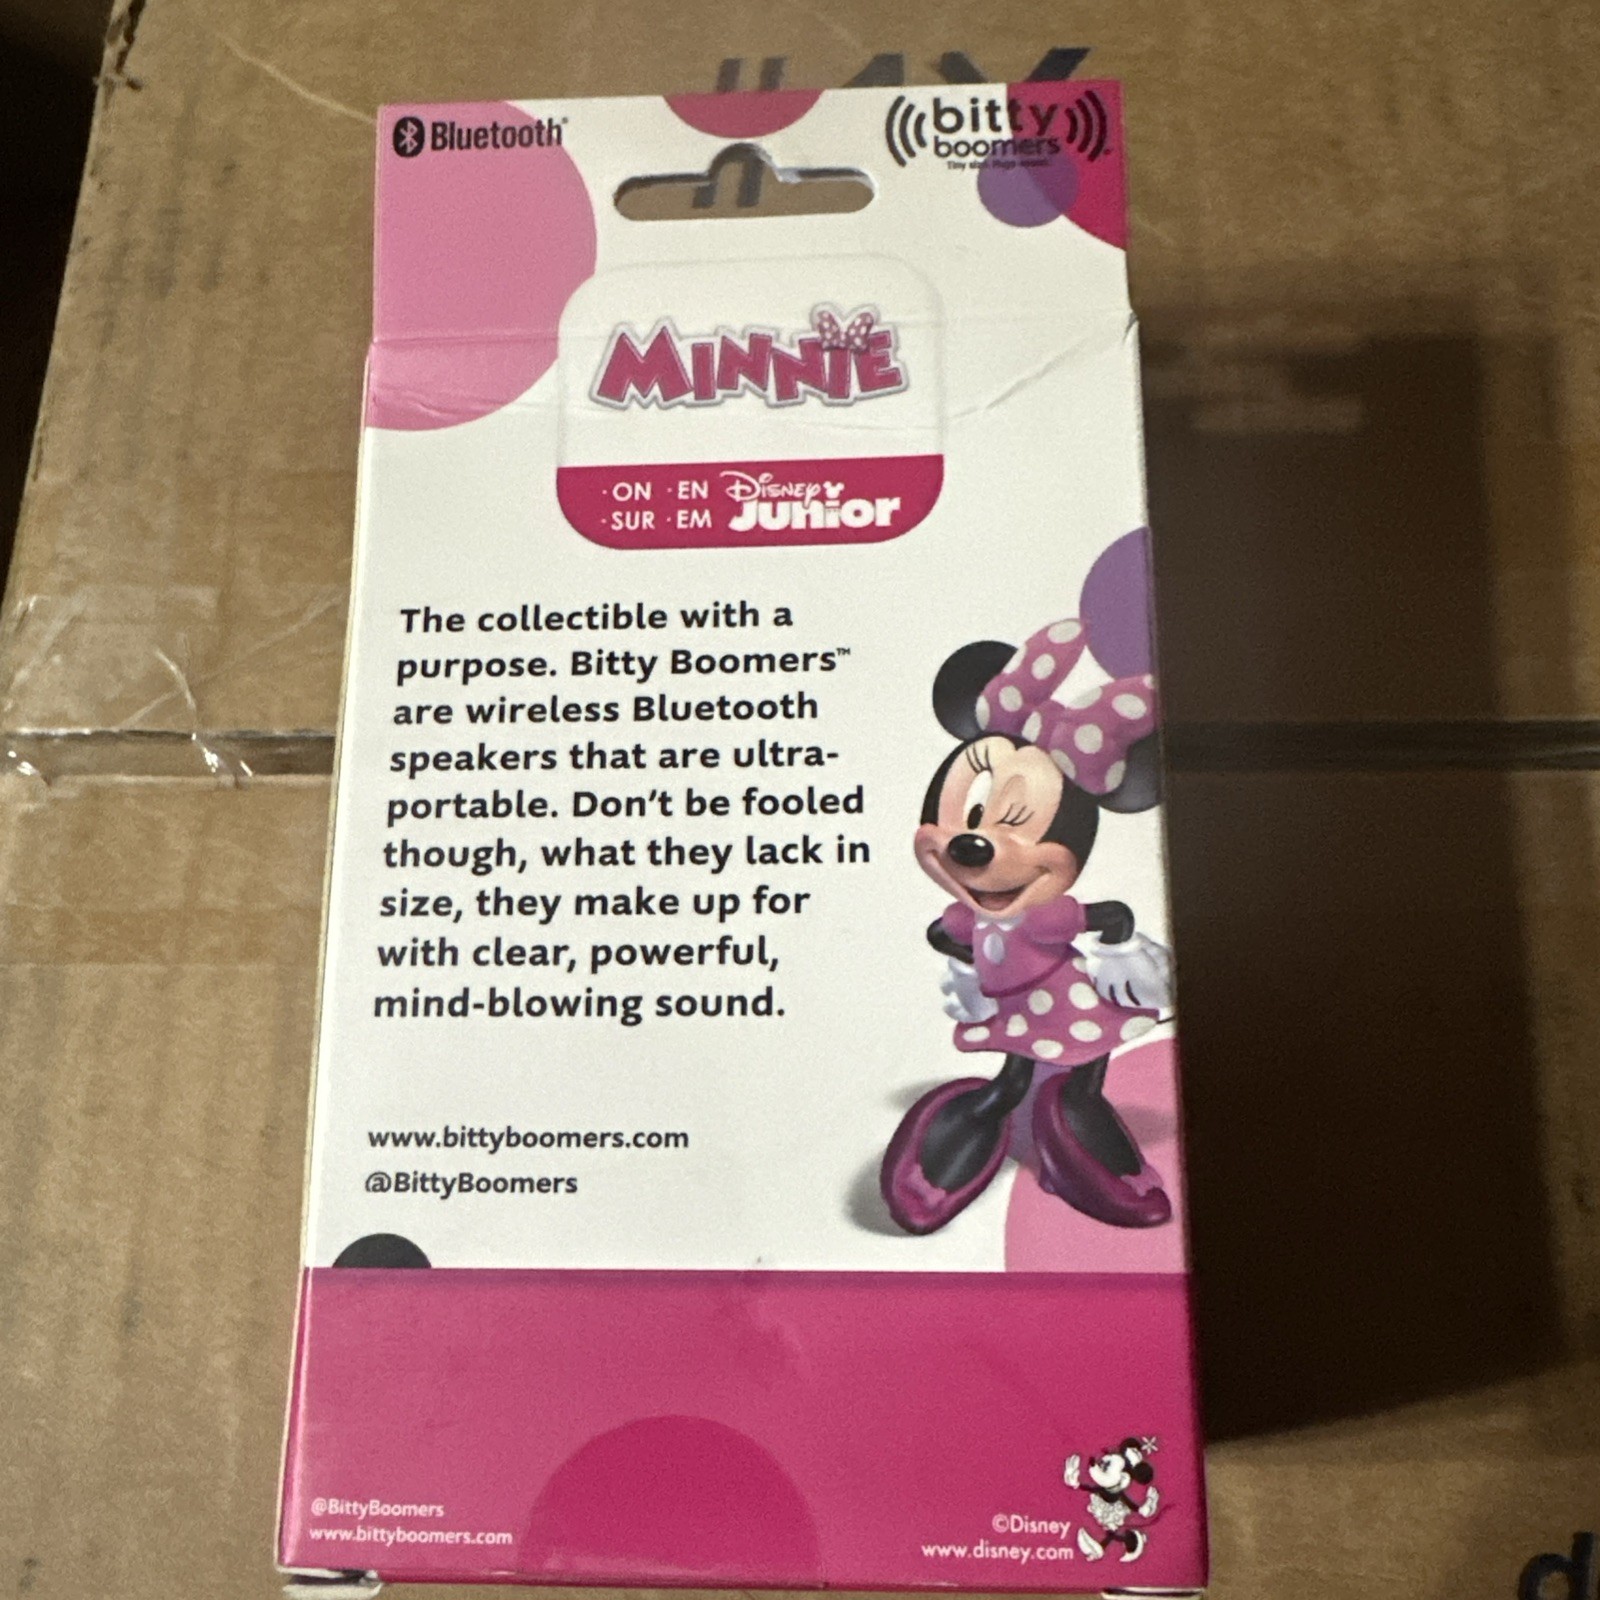 Bluetooth®
bitty
boomers
MINNIE
·ON ·EN Disney
·SUR ·EM Junior
The collectible with a
purpose. Bitty Boomers™
are wireless Bluetooth
speakers that are ultra-
portable. Don't be fooled
though, what they lack in
size, they make up for
with clear, powerful,
mind-blowing sound.
www.bittyboomers.com
@BittyBoomers
@BittyBoomers
www.bittyboomers.com
©Disney
www.disney.com